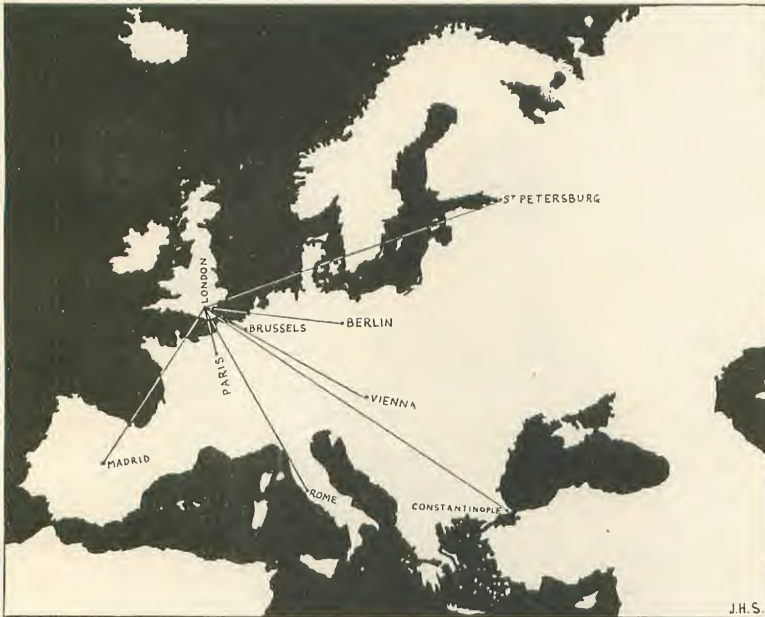 ST PETERSBURG
LONDON
BRUSSELS
BERLIN
PARIS
VIENNA
MADRID
ROME
CONSTANTINOPLE
J.H.S.